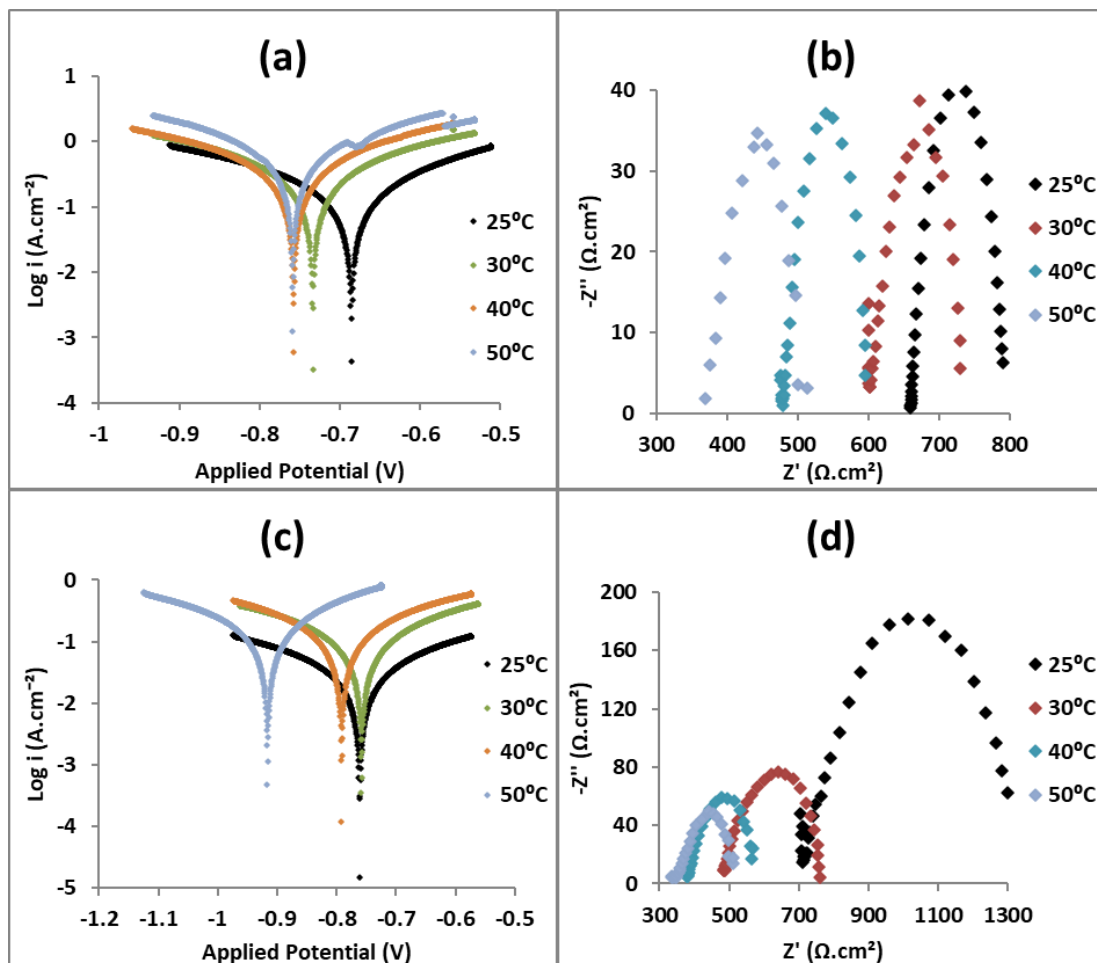 (a)
Log i (A.cm⁻²)
1
0
-1
-2
-3
-4
-1
-0.9
-0.8
-0.7
-0.6
-0.5
Applied Potential (V)
25⁰C
30⁰C
40⁰C
50⁰C
(b)
-Z'' (Ω.cm²)
40
30
20
10
0
300
400
500
600
700
800
Z' (Ω.cm²)
25⁰C
30⁰C
40⁰C
50⁰C
(c)
Log i (A.cm⁻²)
0
-1
-2
-3
-4
-5
-1.2
-1.1
-1
-0.9
-0.8
-0.7
-0.6
-0.5
Applied Potential (V)
25⁰C
30⁰C
40⁰C
50⁰C
(d)
-Z'' (Ω.cm²)
200
160
120
80
40
0
300
500
700
900
1100
1300
Z' (Ω.cm²)
25⁰C
30⁰C
40⁰C
50⁰C